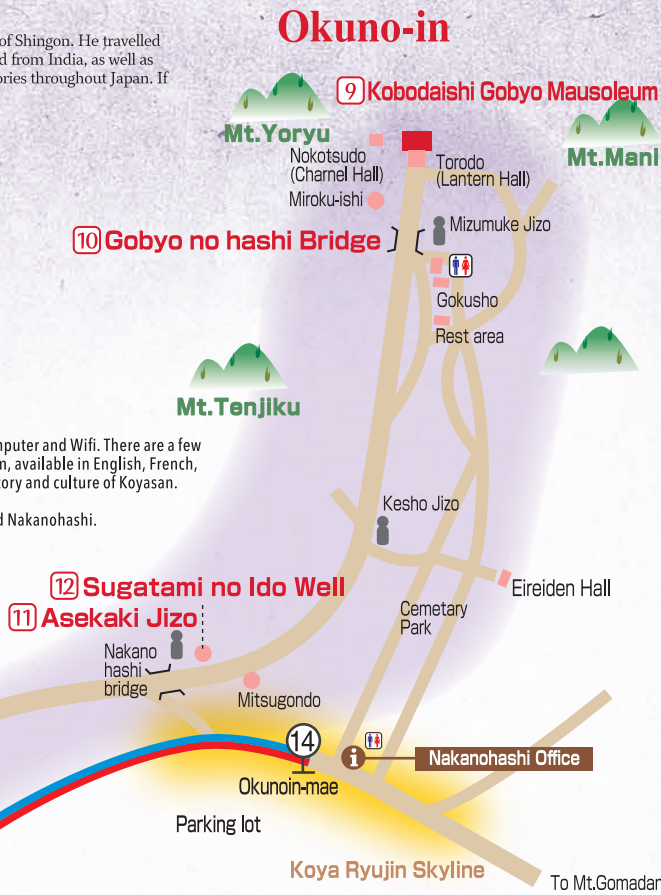 Okuno-in
of Shingon. He travelled
d from India, as well as
ories throughout Japan. If
9 Kobodaishi Gobyo Mausoleum
Mt.Yoryu
Mt.Mani
Nokotsudo
(Charnel Hall)
Torodo
(Lantern Hall)
Miroku-ishi
Mizumuke Jizo
10 Gobyo no hashi Bridge
Gokusho
Rest area
Mt.Tenjiku
nputer and Wifi. There are a few
m, available in English, French,
tory and culture of Koyasan.
d Nakanohashi.
Kesho Jizo
12 Sugatami no Ido Well
Eireiden Hall
11 Asekaki Jizo
Cemetary
Park
Nakano
hashi
bridge
Mitsugondo
14
i
Nakanohashi Office
Okunoin-mae
Parking lot
Koya Ryujin Skyline
To Mt.Gomadan